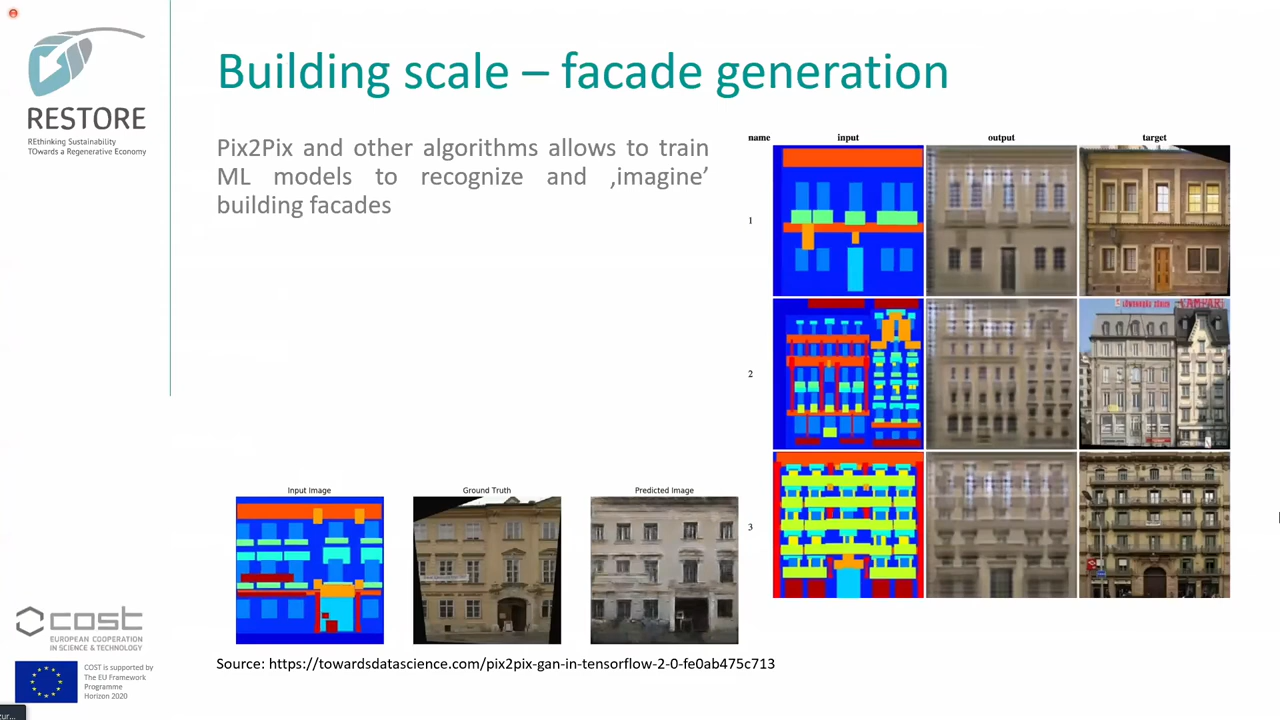 RESTORE
REthinking Sustainability
TOwards a Regenerative Economy
Building scale – facade generation
Pix2Pix and other algorithms allows to train
ML models to recognize and ‚imagine’
building facades
name input output target
1
2
3
Input Image Ground Truth Predicted Image
Source: https://towardsdatascience.com/pix2pix-gan-in-tensorflow-2-0-fe0ab475c713
cost
EUROPEAN COOPERATION
IN SCIENCE & TECHNOLOGY
COST is supported by
The EU Framework
Programme
Horizon 2020